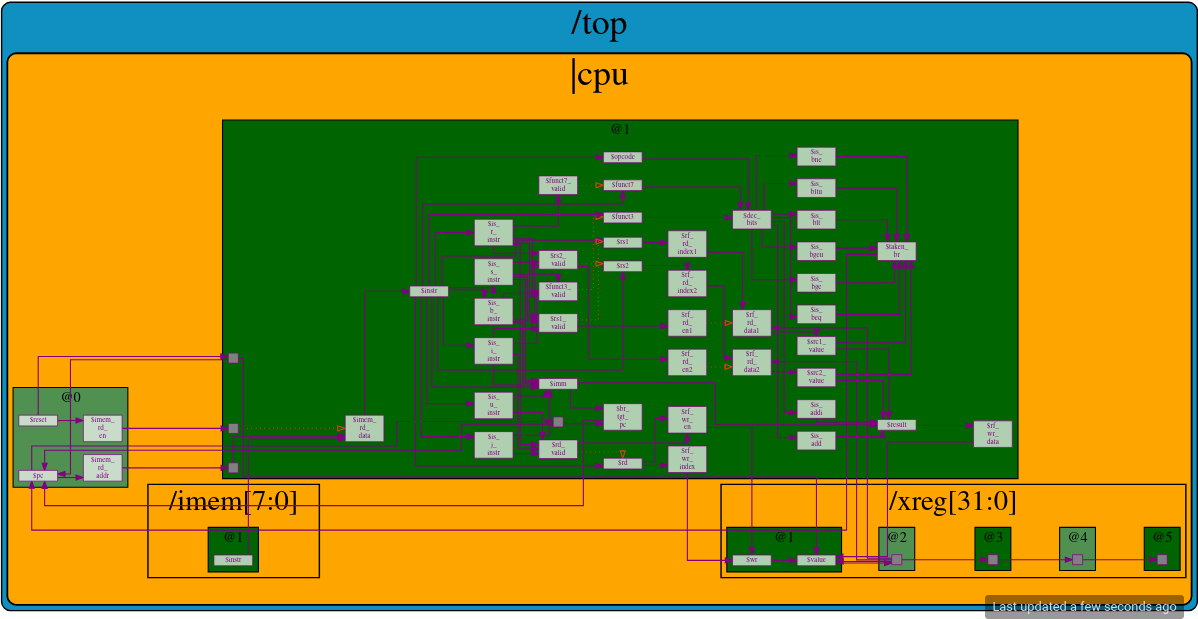 /top
|cpu
@1
$opcode
$is_
bne
$funct7_
valid
$funct7
$is_
bltu
$funct3
$dec_
bits
$is_
blt
$is_
r_
instr
$rs1
$rf_
rd_
index1
$is_
bgeu
$taken_
br
$rs2_
valid
$rs2
$is_
s_
instr
$rf_
rd_
index2
$is_
bge
$instr
$funct3_
valid
$is_
b_
instr
$rs1_
valid
$rf_
rd_
en1
$rf_
rd_
data1
$is_
beq
$src1_
value
$is_
i_
instr
$rf_
rd_
en2
$rf_
rd_
data2
$src2_
value
$imm
@0
$is_
u_
instr
$br_
tgt_
pc
$rf_
wr_
en
$is_
addi
$reset
$imem_
rd_
en
$imem_
rd_
data
$result
$rf_
wr_
data
$is_
instr
$rd_
valid
$is_
add
$rd
$rf_
wr_
index
$pc
$imem_
rd_
addr
/imem[7:0]
/xreg[31:0]
@1
$instr
@1
$wr
$value
@2
@3
@4
@5
Last updated a few seconds ago